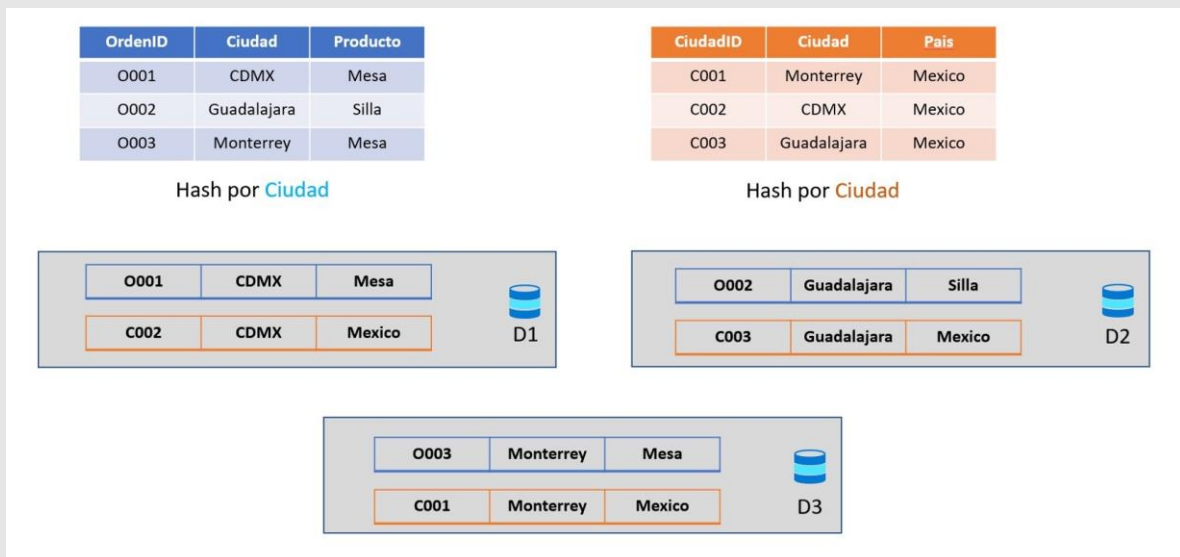 OrdenID Ciudad Producto
O001 CDMX Mesa
O002 Guadalajara Silla
O003 Monterrey Mesa
Hash por Ciudad
CiudadID Ciudad Pais
C001 Monterrey Mexico
C002 CDMX Mexico
C003 Guadalajara Mexico
Hash por Ciudad
O001 CDMX Mesa
C002 CDMX Mexico
D1
O002 Guadalajara Silla
C003 Guadalajara Mexico
D2
O003 Monterrey Mesa
C001 Monterrey Mexico
D3